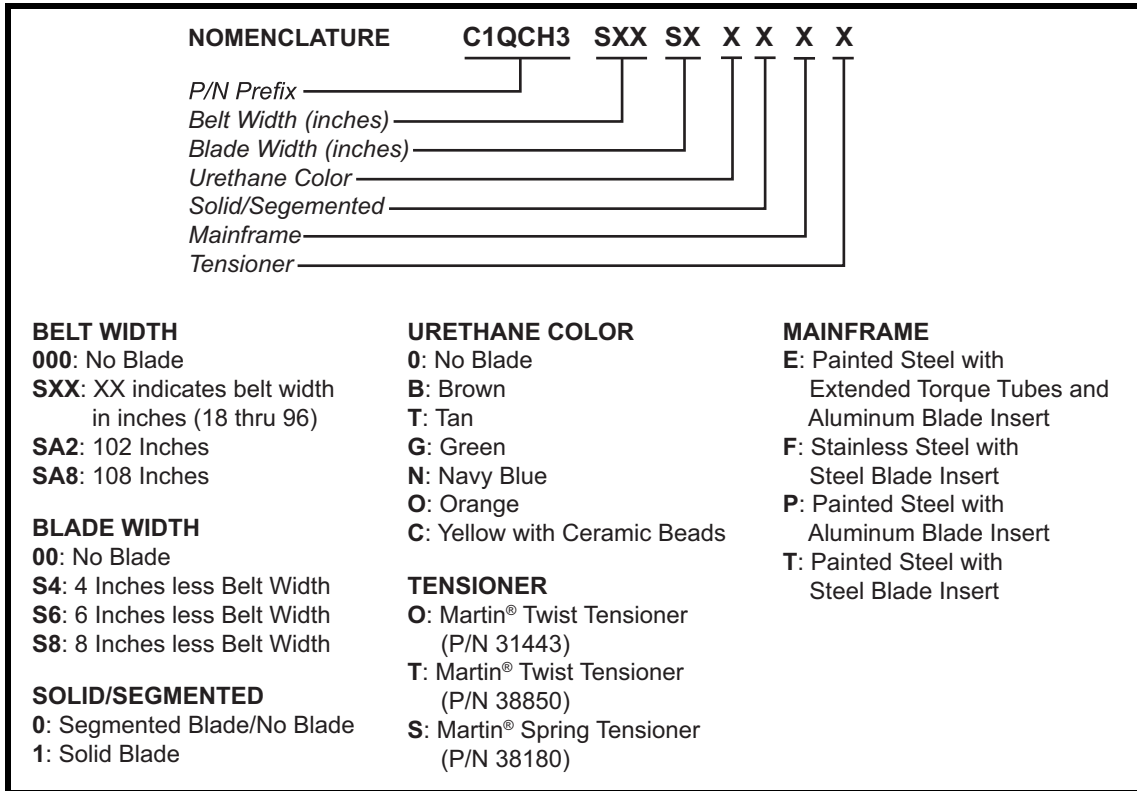 NOMENCLATURE C1QCH3 SXX SX X X X X
P/N Prefix
Belt Width (inches)
Blade Width (inches)
Urethane Color
Solid/Segemented
Mainframe
Tensioner
BELT WIDTH
000: No Blade
SXX: XX indicates belt width
in inches (18 thru 96)
SA2: 102 Inches
SA8: 108 Inches
BLADE WIDTH
00: No Blade
S4: 4 Inches less Belt Width
S6: 6 Inches less Belt Width
S8: 8 Inches less Belt Width
SOLID/SEGMENTED
0: Segmented Blade/No Blade
1: Solid Blade
URETHANE COLOR
0: No Blade
B: Brown
T: Tan
G: Green
N: Navy Blue
O: Orange
C: Yellow with Ceramic Beads
TENSIONER
O: Martin® Twist Tensioner
(P/N 31443)
T: Martin® Twist Tensioner
(P/N 38850)
S: Martin® Spring Tensioner
(P/N 38180)
MAINFRAME
E: Painted Steel with
Extended Torque Tubes and
Aluminum Blade Insert
F: Stainless Steel with
Steel Blade Insert
P: Painted Steel with
Aluminum Blade Insert
T: Painted Steel with
Steel Blade Insert